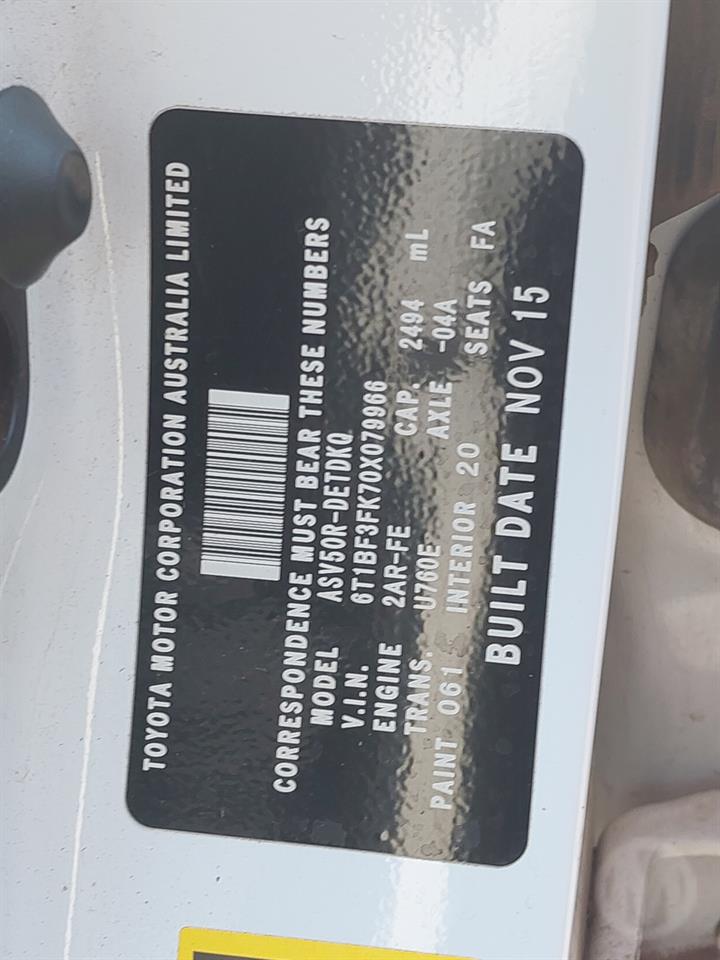 TOYOTA MOTOR CORPORATION AUSTRALIA LIMITED
CORRESPONDENCE MUST BEAR THESE NUMBERS
MODEL ASV50R-DETDKQ
V.I.N. 6T1BF3FK70X079966
ENGINE 2AR-FE CAP. 2494 mL
TRANS. U760E AXLE -04A
PAINT 061 INTERIOR 20 SEATS FA
BUILT DATE NOV 15